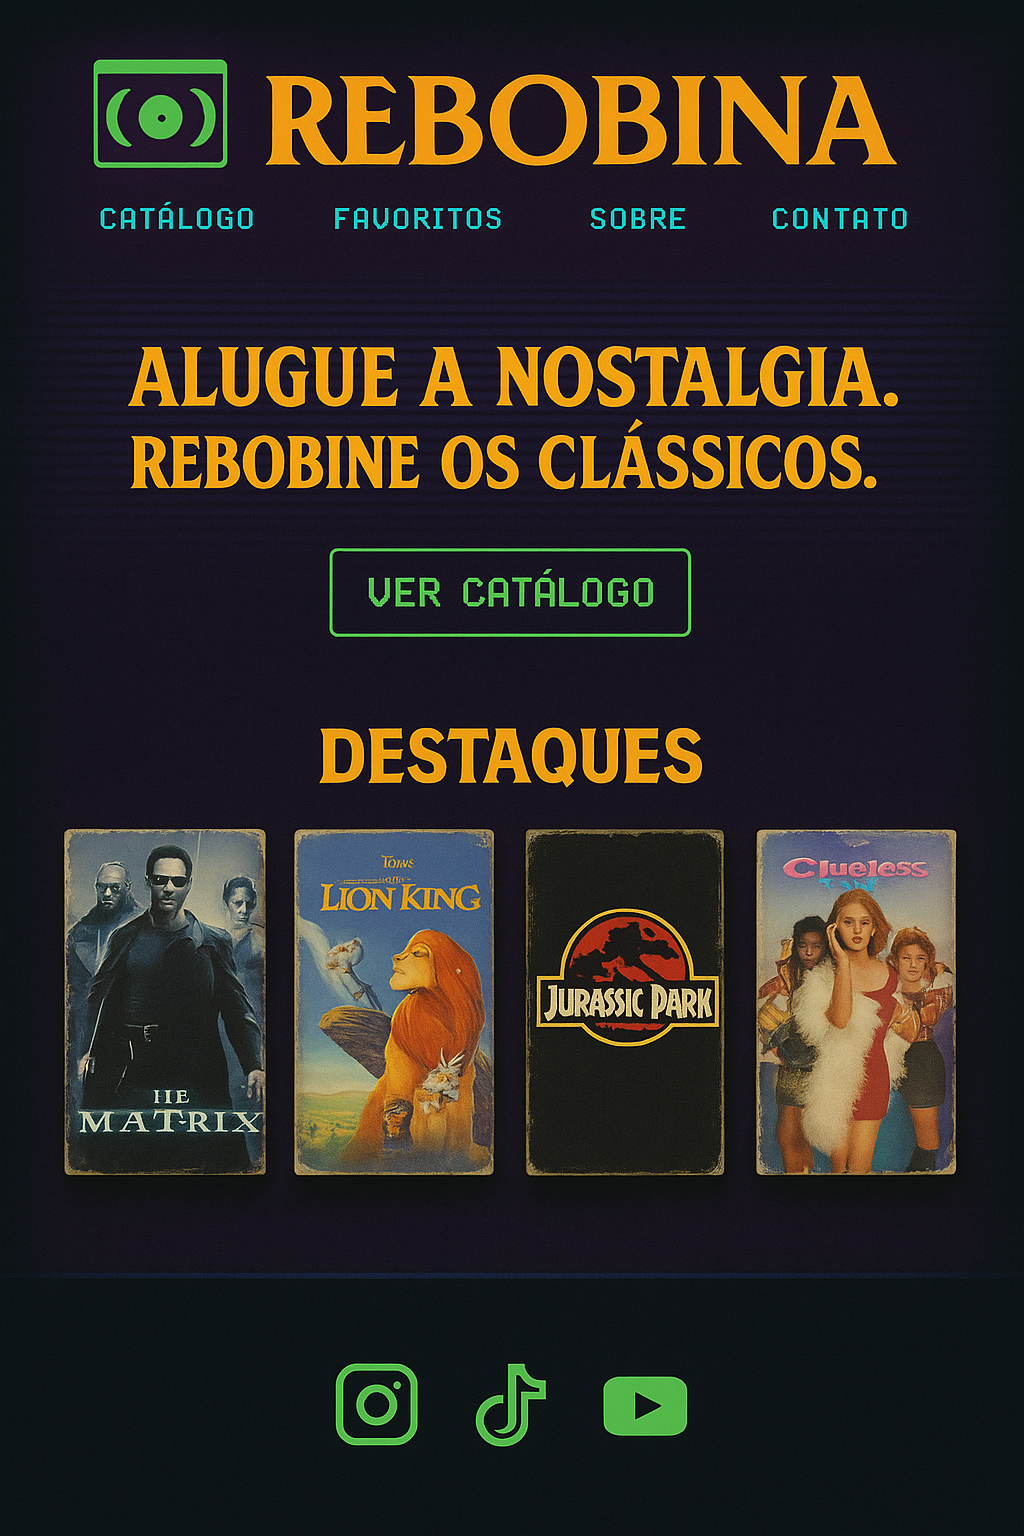 REBOBINA
CATÁLOGO FAVORITOS SOBRE CONTATO
ALUGUE A NOSTALGIA.
REBOBINE OS CLÁSSICOS.
VER CATÁLOGO
DESTAQUES
HE
MATRIX
LION KING
JURASSIC PARK
Clueless